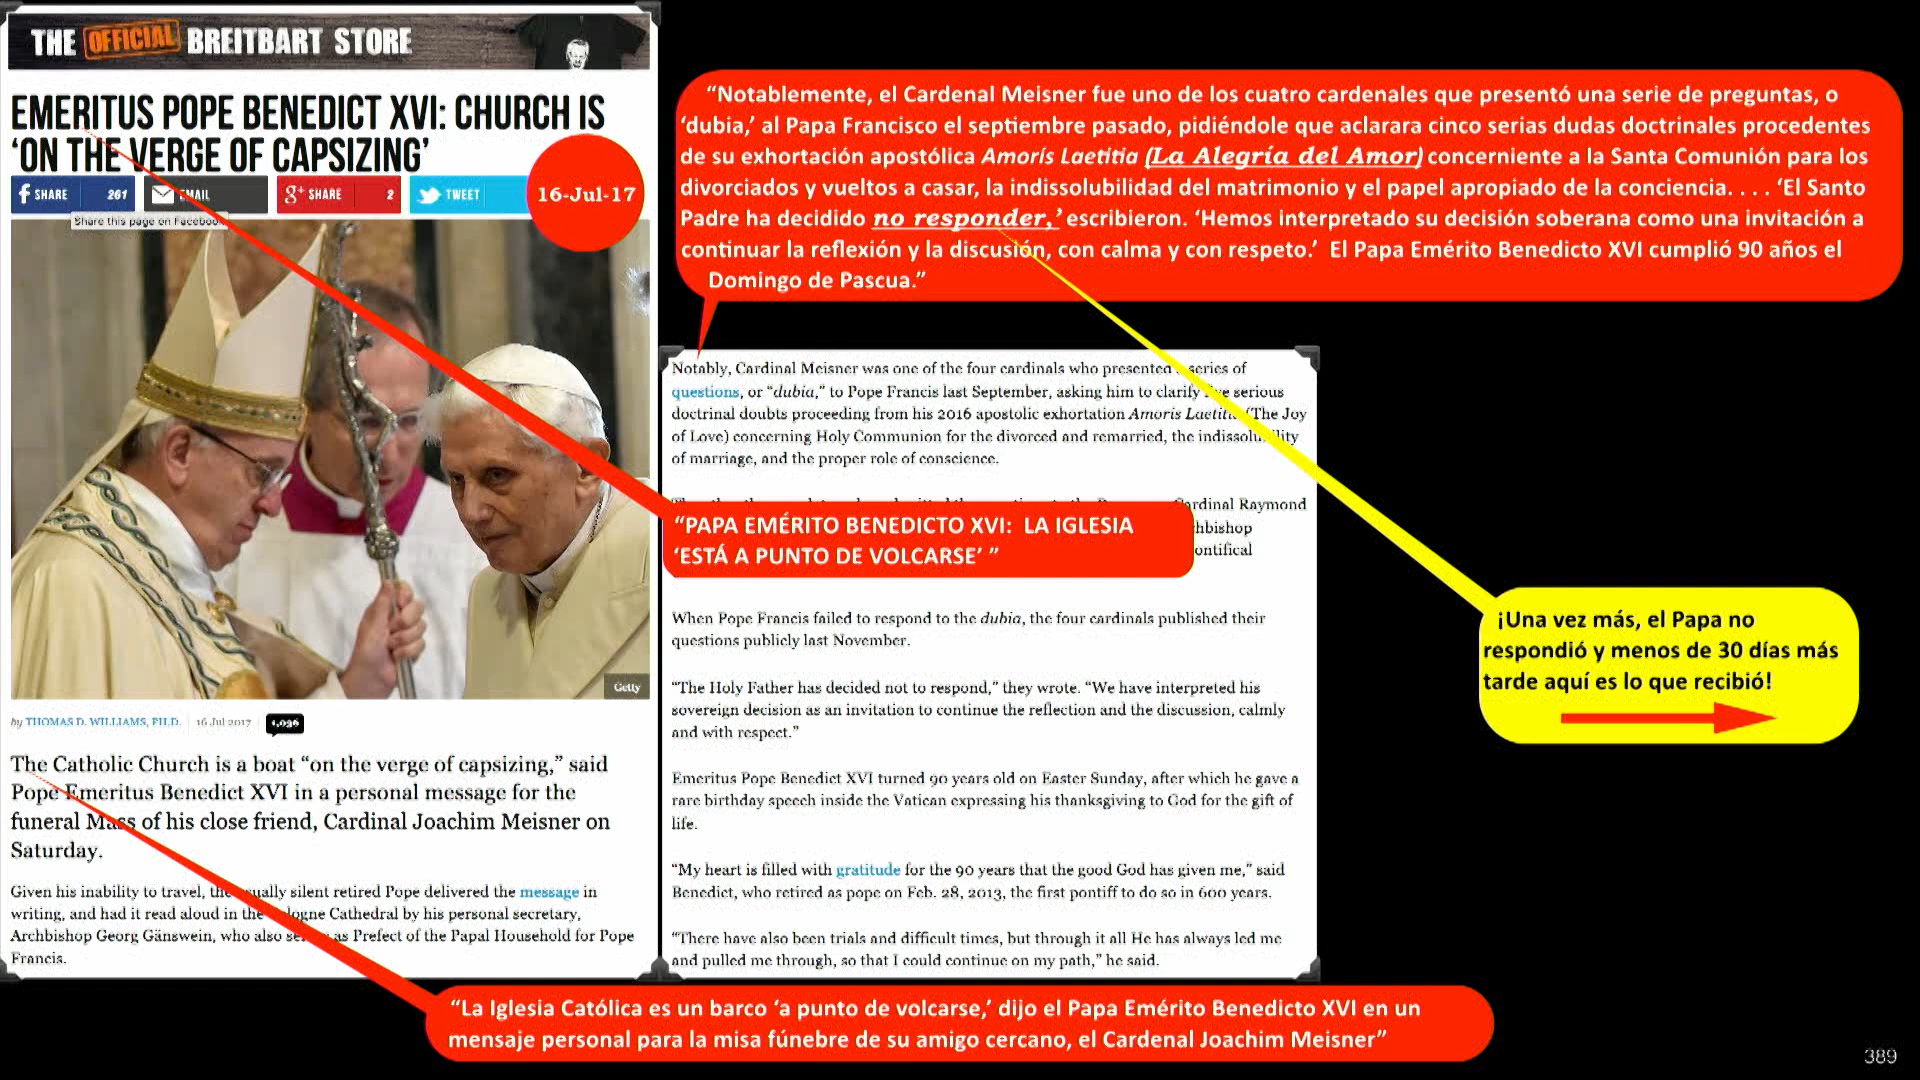 THE OFFICIAL BREITBART STORE
EMERITUS POPE BENEDICT XVI: CHURCH IS
‘ON THE VERGE OF CAPSIZING’
SHARE 261
EMAIL
SHARE 2
TWEET
16-Jul-17
Share this page on Facebook
Getty
by THOMAS D. WILLIAMS, PH.D. 16 Jul 2017 1,096
The Catholic Church is a boat “on the verge of capsizing,” said
Pope Emeritus Benedict XVI in a personal message for the
funeral Mass of his close friend, Cardinal Joachim Meisner on
Saturday.
Given his inability to travel, the usually silent retired Pope delivered the message in
writing, and had it read aloud in the Cologne Cathedral by his personal secretary,
Archbishop Georg Gänswein, who also serves as Prefect of the Papal Household for Pope
Francis.
“Notablemente, el Cardenal Meisner fue uno de los cuatro cardenales que presentó una serie de preguntas, o
‘dubia,’ al Papa Francisco el septiembre pasado, pidiéndole que aclarara cinco serias dudas doctrinales procedentes
de su exhortación apostólica Amorís Laetitia (La Alegría del Amor) concerniente a la Santa Comunión para los
divorciados y vueltos a casar, la indissolubilidad del matrimonio y el papel apropiado de la conciencia. . . . ‘El Santo
Padre ha decidido no responder,’ escribieron. ‘Hemos interpretado su decisión soberana como una invitación a
continuar la reflexión y la discusión, con calma y con respeto.’ El Papa Emérito Benedicto XVI cumplió 90 años el
Domingo de Pascua.”
Notably, Cardinal Meisner was one of the four cardinals who presented a series of
questions, or “dubia,” to Pope Francis last September, asking him to clarify five serious
doctrinal doubts proceeding from his 2016 apostolic exhortation Amoris Laetitia (The Joy
of Love) concerning Holy Communion for the divorced and remarried, the indissolubility
of marriage, and the proper role of conscience.
Cardinal Raymond
ontifical
“PAPA EMÉRITO BENEDICTO XVI: LA IGLESIA
‘ESTÁ A PUNTO DE VOLCARSE’ ”
When Pope Francis failed to respond to the dubia, the four cardinals published their
questions publicly last November.
“The Holy Father has decided not to respond,” they wrote. “We have interpreted his
sovereign decision as an invitation to continue the reflection and the discussion, calmly
and with respect.”
Emeritus Pope Benedict XVI turned 90 years old on Easter Sunday, after which he gave a
rare birthday speech inside the Vatican expressing his thanksgiving to God for the gift of
life.
“My heart is filled with gratitude for the 90 years that the good God has given me,” said
Benedict, who retired as pope on Feb. 28, 2013, the first pontiff to do so in 600 years.
“There have also been trials and difficult times, but through it all He has always led me
and pulled me through, so that I could continue on my path,” he said.
¡Una vez más, el Papa no
respondió y menos de 30 días más
tarde aquí es lo que recibió!
“La Iglesia Católica es un barco ‘a punto de volcarse,’ dijo el Papa Emérito Benedicto XVI en un
mensaje personal para la misa fúnebre de su amigo cercano, el Cardenal Joachim Meisner”
389